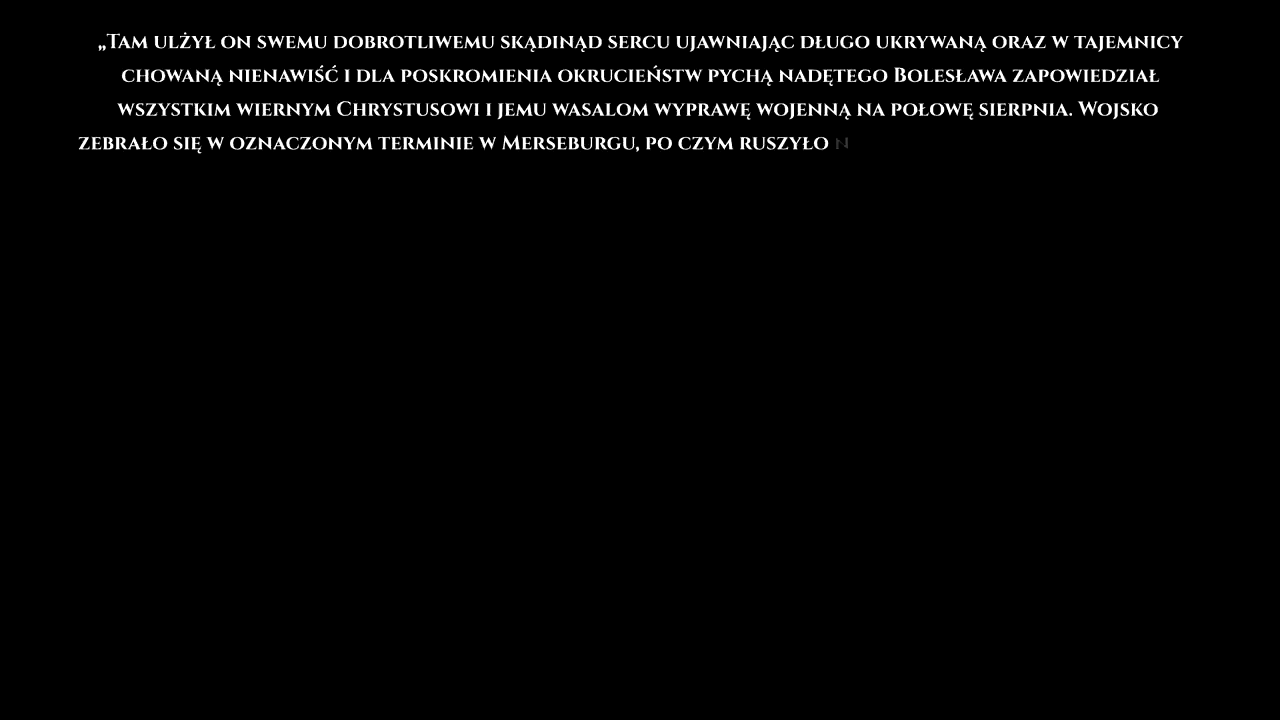 „Tam ulżył on swemu dobrotliwemu skądinąd sercu ujawniając długo ukrywaną oraz w tajemnicy
chowaną nienawiść i dla poskromienia okrucieństw pychą nadętego Bolesława zapowiedział
wszystkim wiernym Chrystusowi i jemu wasalom wyprawę wojenną na połowę sierpnia. Wojsko
zebrało się w oznaczonym terminie w Merseburgu, po czym ruszyło n